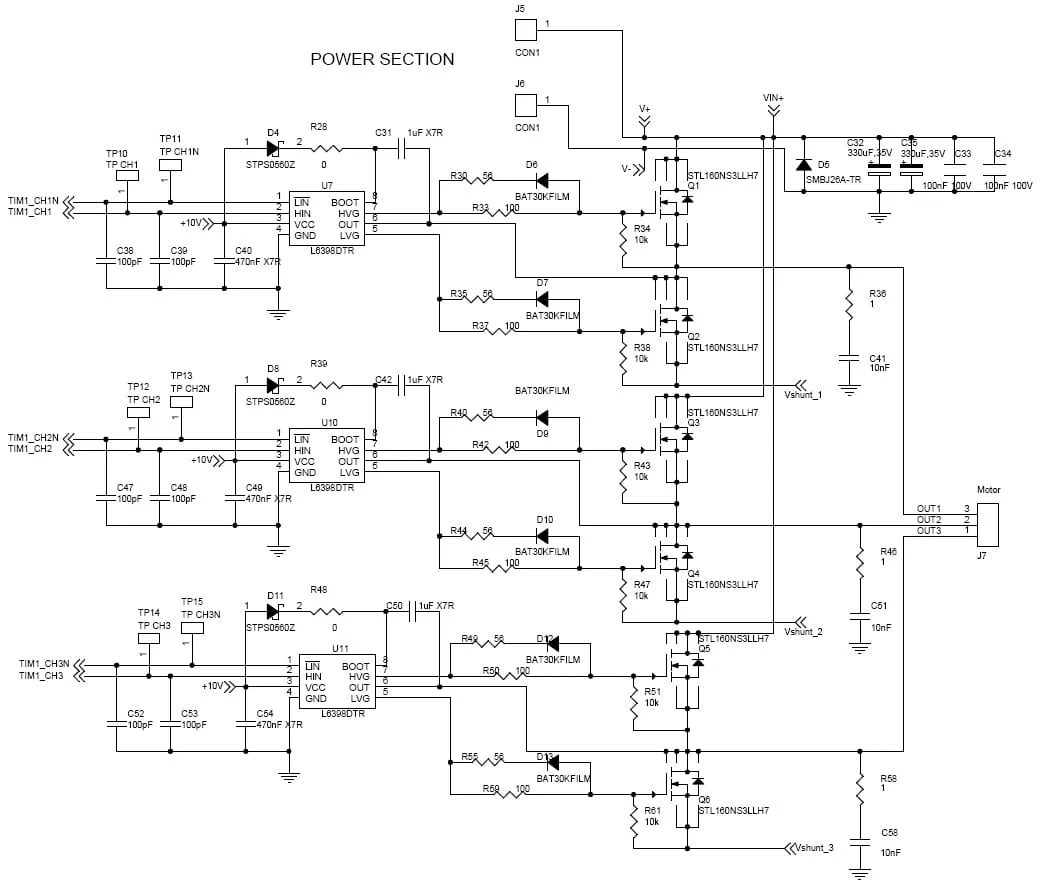 J5
1
CON1
POWER SECTION
J6
1
CON1
V+
VIN+
V-
C32
330uF,35V
C35
330uF,35V
C33
100nF 100V
C34
100nF 100V
D5
SMBJ26A-TR
TP10
TP CH1
1
TP11
TP CH1N
1
1
D4
2
STPS0560Z
R28
0
C31
1uF X7R
TIM1_CH1N
TIM1_CH1
+10V
U7
1
2
3
4
LIN
HIN
VCC
GND
BOOT
HVG
OUT
LVG
8
7
6
5
L6398DTR
C38
100pF
C39
100pF
C40
470nF X7R
R30
56
D6
BAT30KFILM
R33
100
STL160NS3LLH7
Q1
R34
10k
R35
56
D7
BAT30KFILM
R37
100
Q2
STL160NS3LLH7
R38
10k
R36
1
C41
10nF
Vshunt_1
TP12
TP CH2
1
TP13
TP CH2N
1
1
D8
2
STPS0560Z
R39
0
C42
1uF X7R
TIM1_CH2N
TIM1_CH2
+10V
U10
1
2
3
4
LIN
HIN
VCC
GND
BOOT
HVG
OUT
LVG
8
7
6
5
L6398DTR
C47
100pF
C48
100pF
C49
470nF X7R
BAT30KFILM
R40
56
D9
R42
100
STL160NS3LLH7
Q3
R43
10k
R44
56
D10
BAT30KFILM
R45
100
Q4
STL160NS3LLH7
R47
10k
Motor
OUT1
3
OUT2
2
OUT3
1
J7
R46
1
C51
10nF
Vshunt_2
TP14
TP CH3
1
TP15
TP CH3N
1
1
D11
2
STPS0560Z
R48
0
C50
1uF X7R
TIM1_CH3N
TIM1_CH3
+10V
U11
1
2
3
4
LIN
HIN
VCC
GND
BOOT
HVG
OUT
LVG
8
7
6
5
L6398DTR
C52
100pF
C53
100pF
C54
470nF X7R
R49
56
D12
BAT30KFILM
R50
100
STL160NS3LLH7
Q5
R51
10k
R55
56
D13
BAT30KFILM
R59
100
Q6
STL160NS3LLH7
R61
10k
R58
1
C58
10nF
Vshunt_3